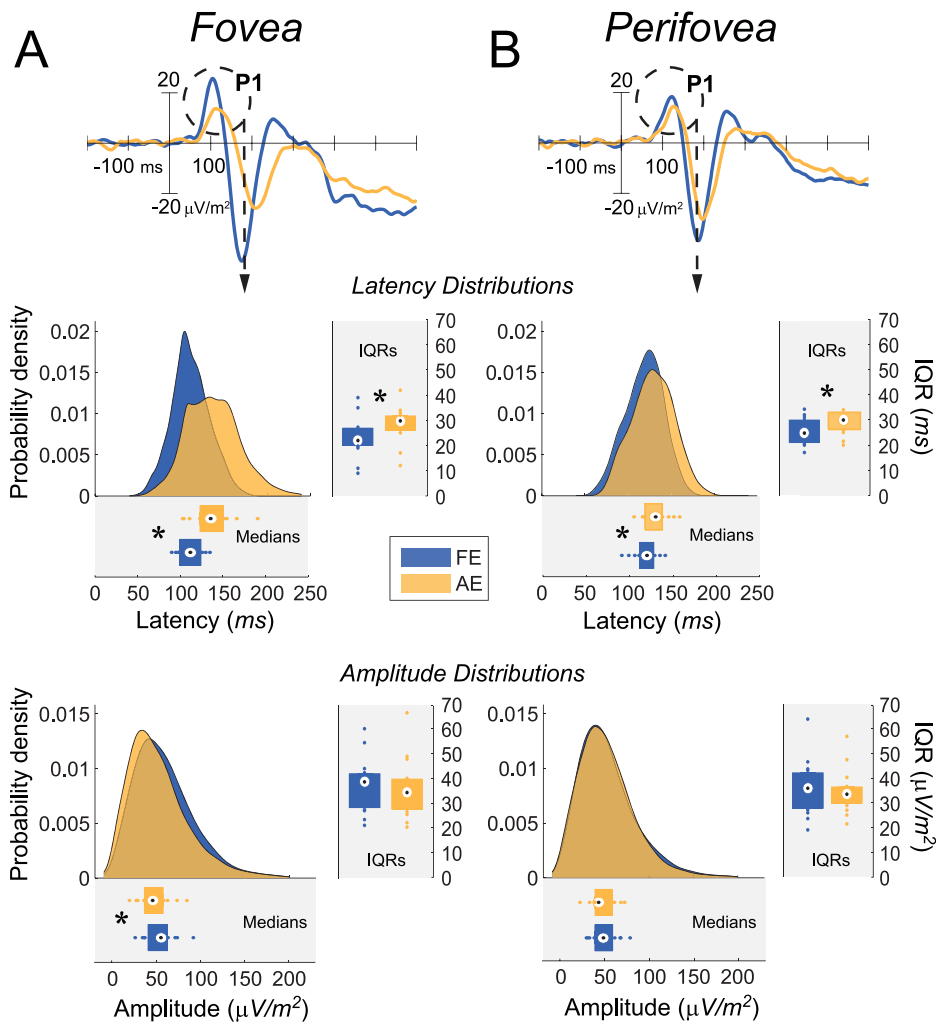 A
Fovea
B
Perifovea
P1
20
-100 ms
100
-20 μV/m²
P1
20
-100 ms
100
-20 μV/m²
Latency Distributions
Probability density
0.02
0.015
0.01
0.005
0
IQRs
*
70
60
50
40
30
20
10
0
0.02
0.015
0.01
0.005
0
IQRs
*
70
60
50
40
30
20
10
0
IQR (ms)
*
Medians
0 50 100 150 200 250
Latency (ms)
FE
AE
*
Medians
0 50 100 150 200 250
Latency (ms)
Amplitude Distributions
Probability density
0.015
0.01
0.005
0
IQRs
70
60
50
40
30
20
10
0
0.015
0.01
0.005
0
IQRs
70
60
50
40
30
20
10
0
IQR (μV/m²)
*
Medians
0 50 100 150 200
Amplitude (μV/m²)
Medians
0 50 100 150 200
Amplitude (μV/m²)